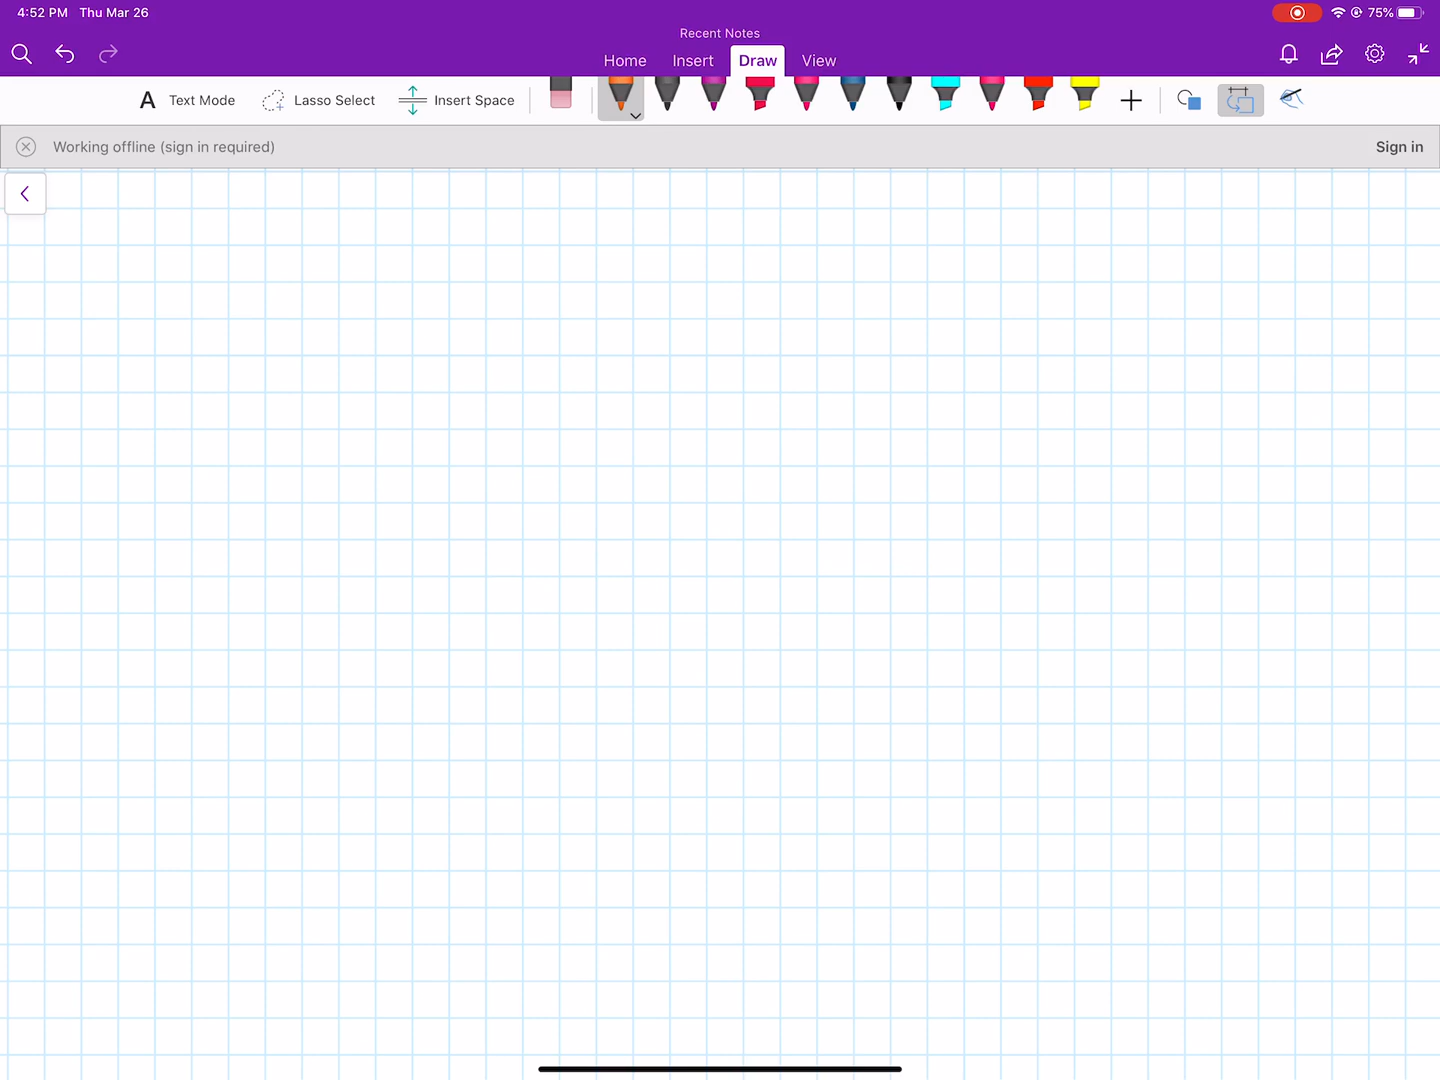 4:52 PM Thu Mar 26
75%
Recent Notes
Home Insert Draw View
A Text Mode Lasso Select Insert Space
Working offline (sign in required) Sign in